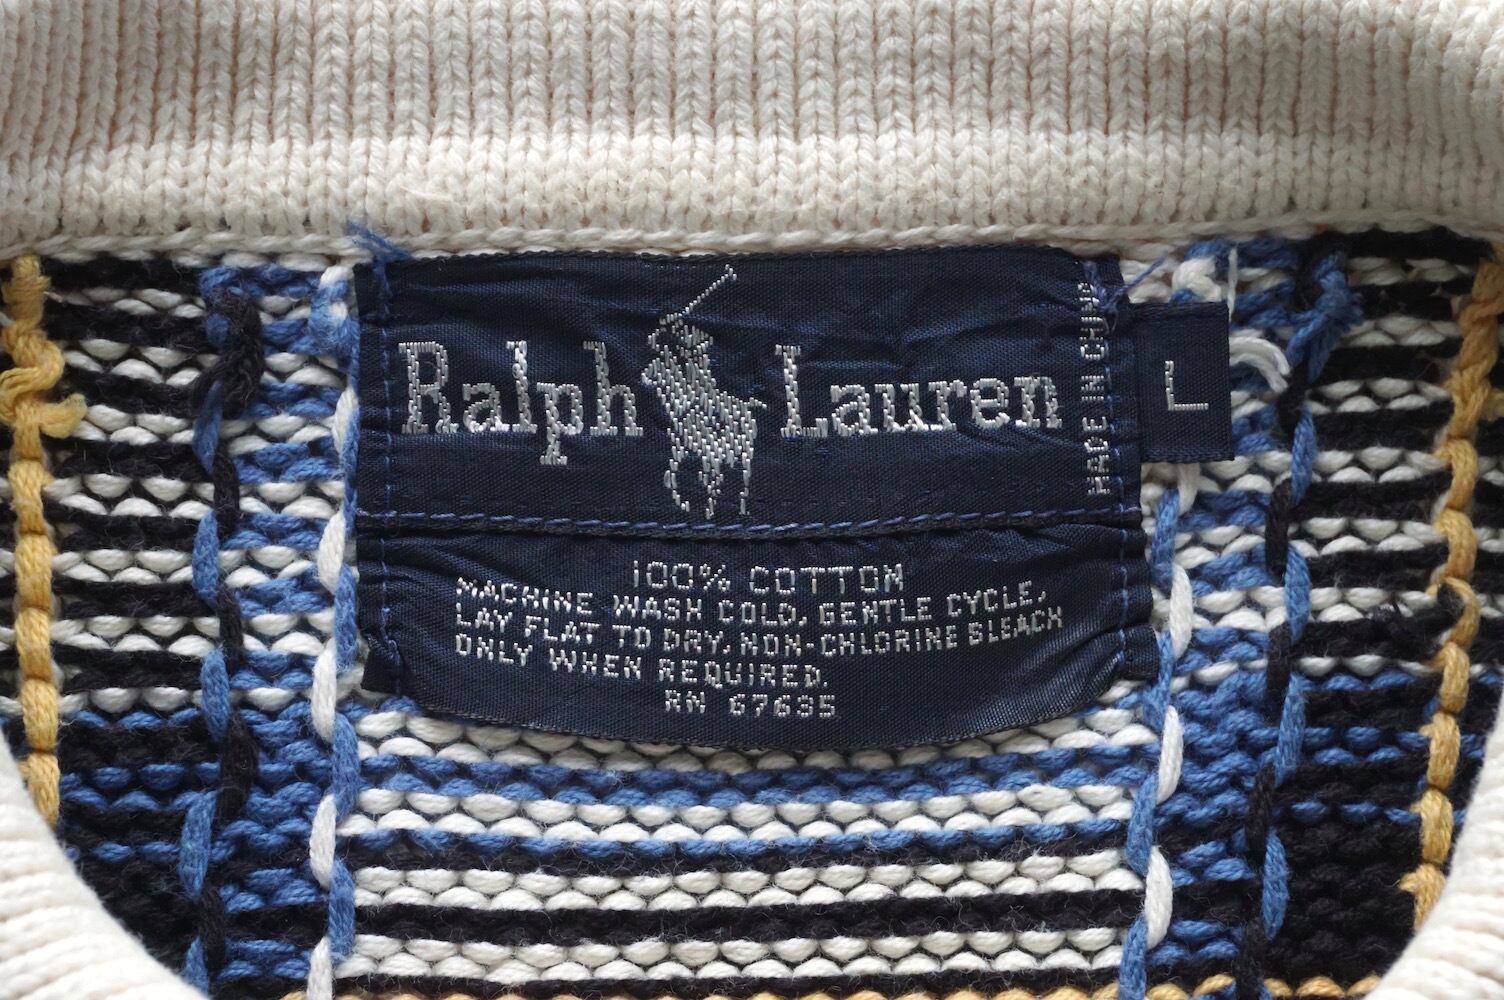 Ralph Lauren
MADE IN CHINA
L
100% COTTON
MACHINE WASH COLD, GENTLE CYCLE,
LAY FLAT TO DRY, NON-CHLORINE BLEACH
ONLY WHEN REQUIRED.
RN 67635